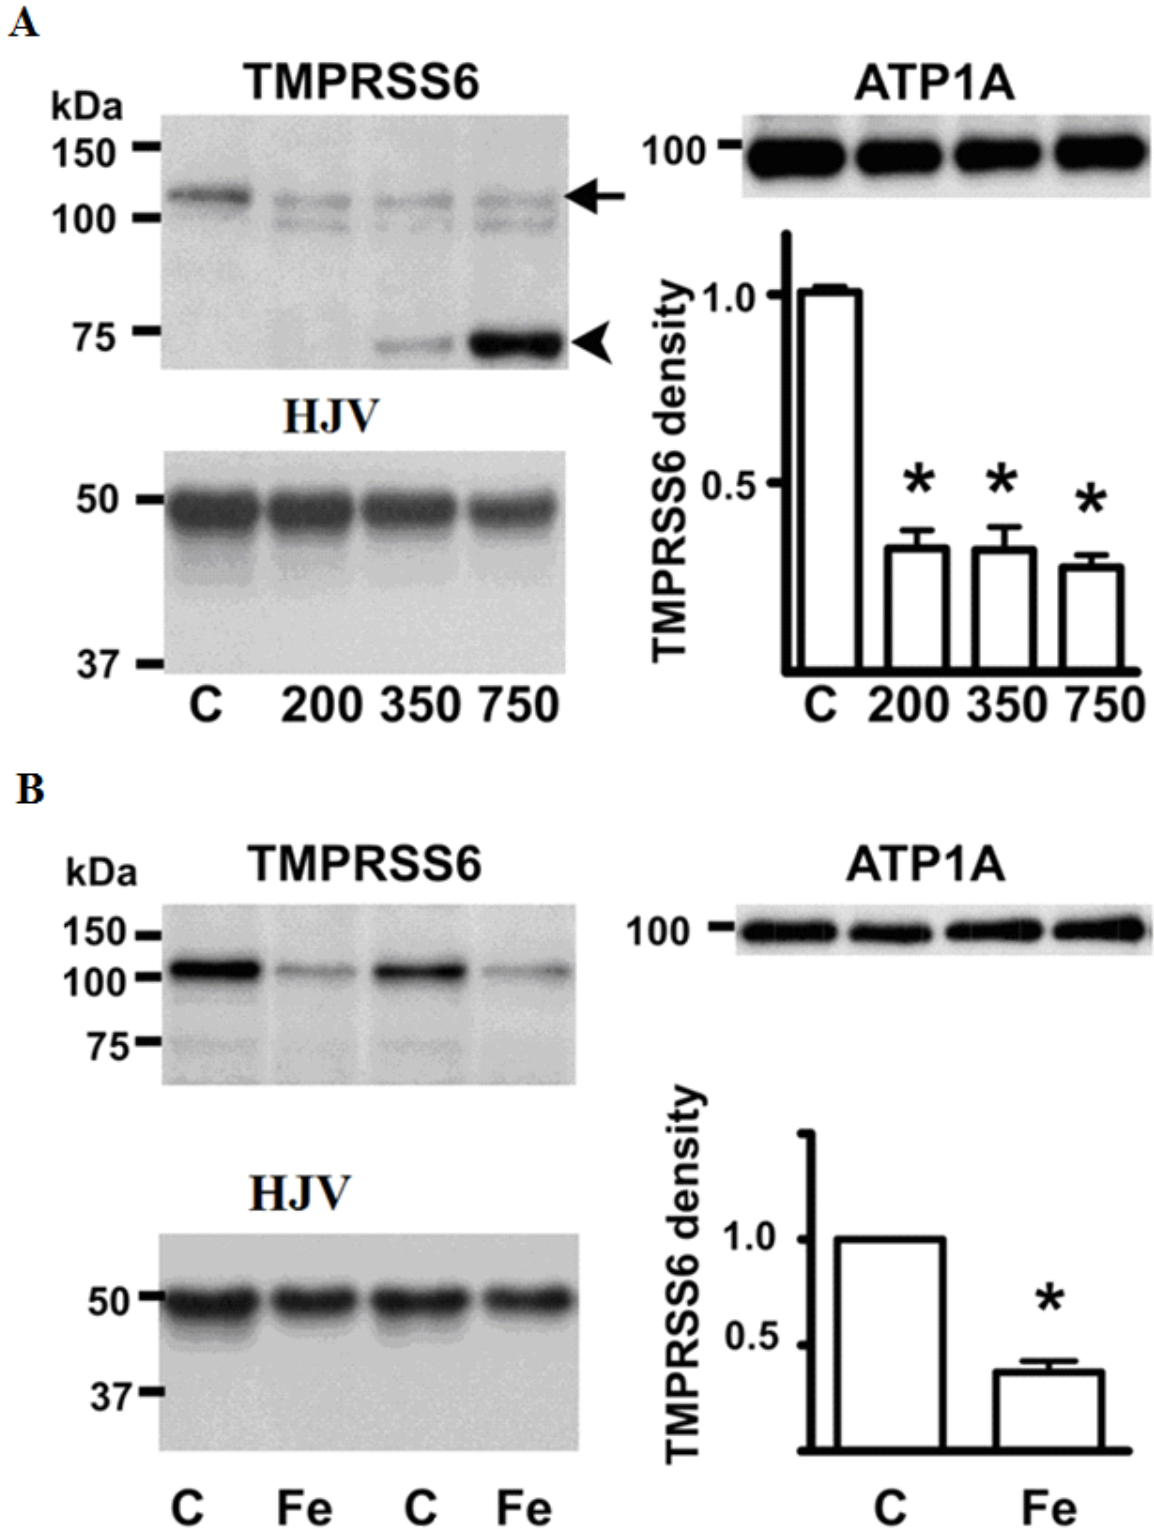 A
TMPRSS6
kDa
150
100
75
HJV
50
37
C 200 350 750
ATP1A
100
TMPRSS6 density
1.0
0.5
* * *
C 200 350 750
B
TMPRSS6
kDa
150
100
75
HJV
50
37
C Fe C Fe
ATP1A
100
TMPRSS6 density
1.0
0.5
*
C Fe